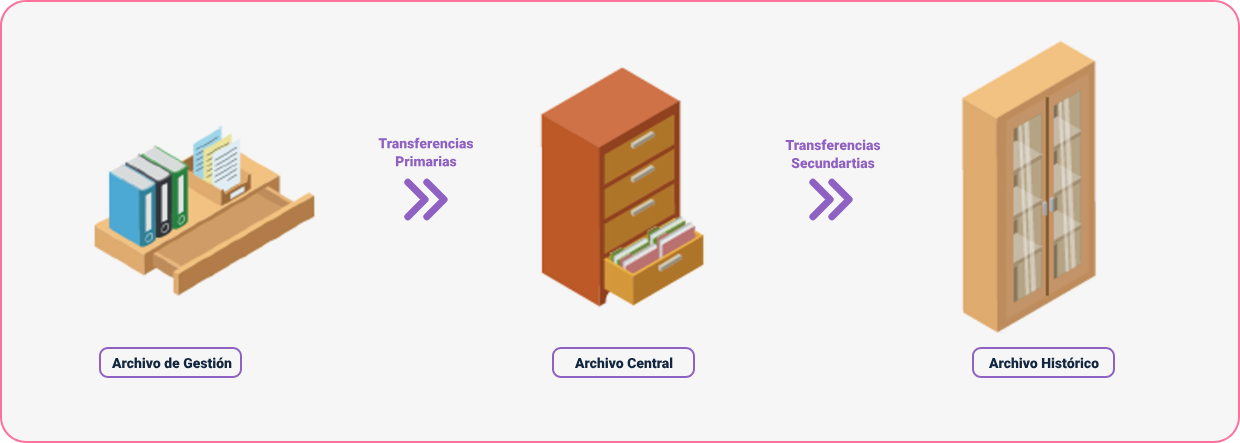 Transferencias
Primarias
Transferencias
Secundartias
Archivo de Gestión
Archivo Central
Archivo Histórico